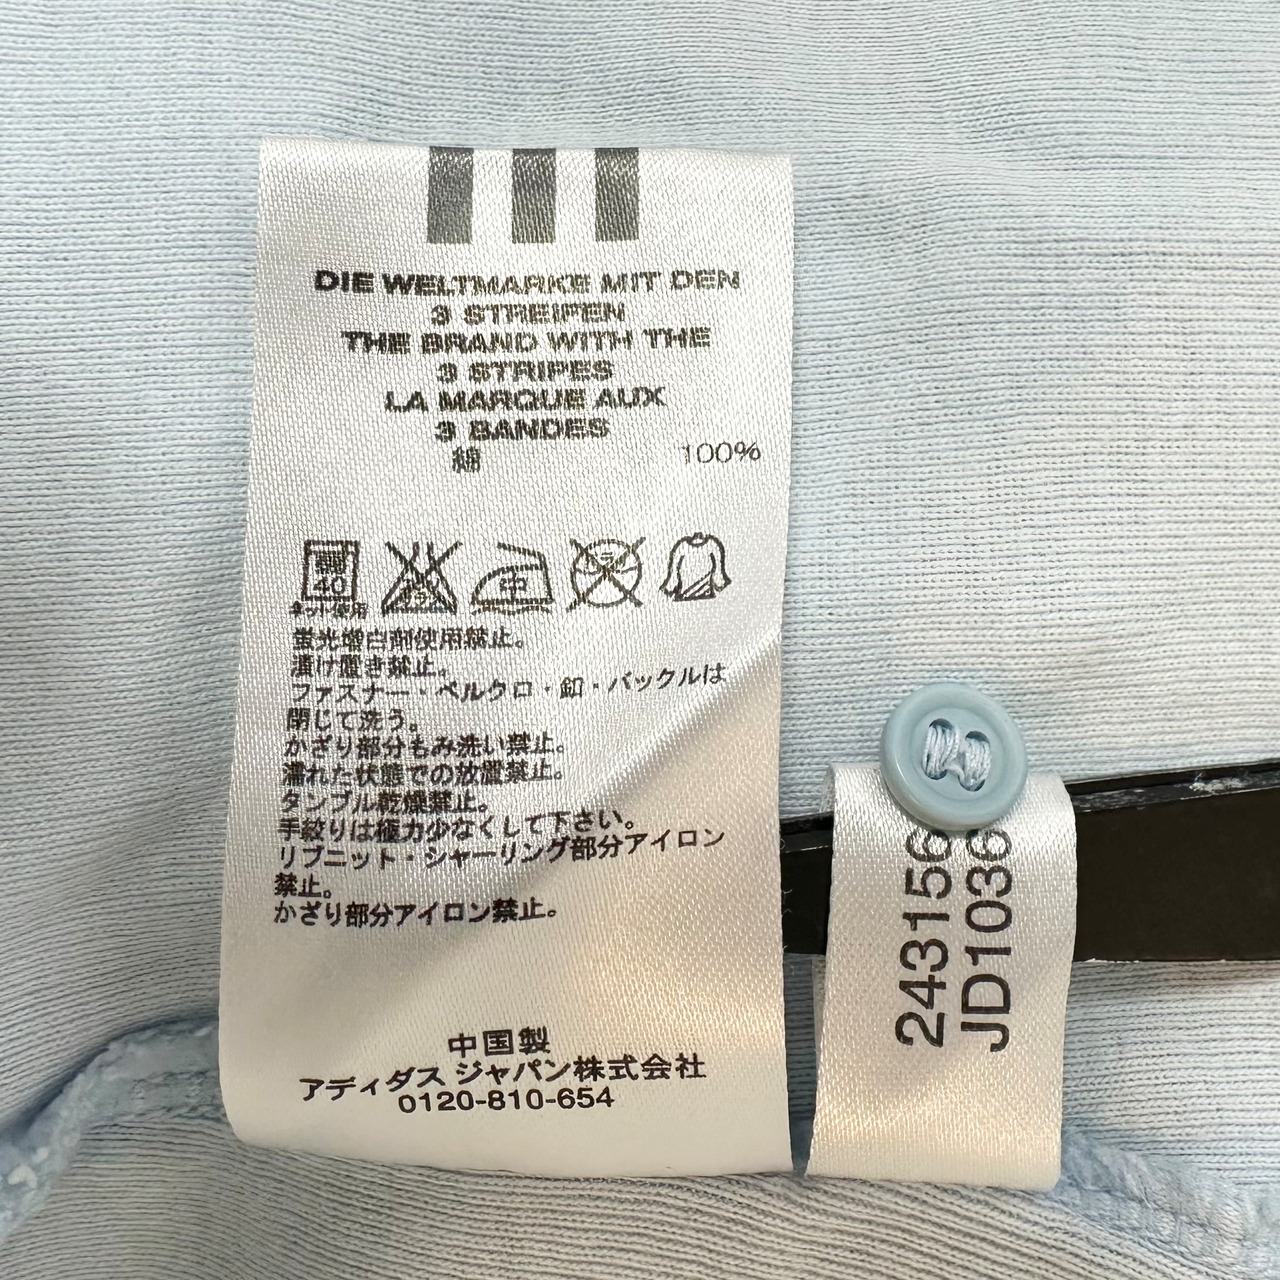 DIE WELTMARKE MIT DEN
3 STREIFEN
THE BRAND WITH THE
3 STRIPES
LA MARQUE AUX
3 BANDES
綿 100%
40 中
ネット使用
蛍光増白剤使用禁止。
漬け置き禁止。
ファスナー・ベルクロ・釦・バックルは
閉じて洗う。
かざり部分もみ洗い禁止。
濡れた状態での放置禁止。
タンブル乾燥禁止。
手絞りは極力少なくして下さい。
リブニット・シャーリング部分アイロン
禁止。
かざり部分アイロン禁止。
中国製
アディダス ジャパン株式会社
0120-810-654
243156
JD1036